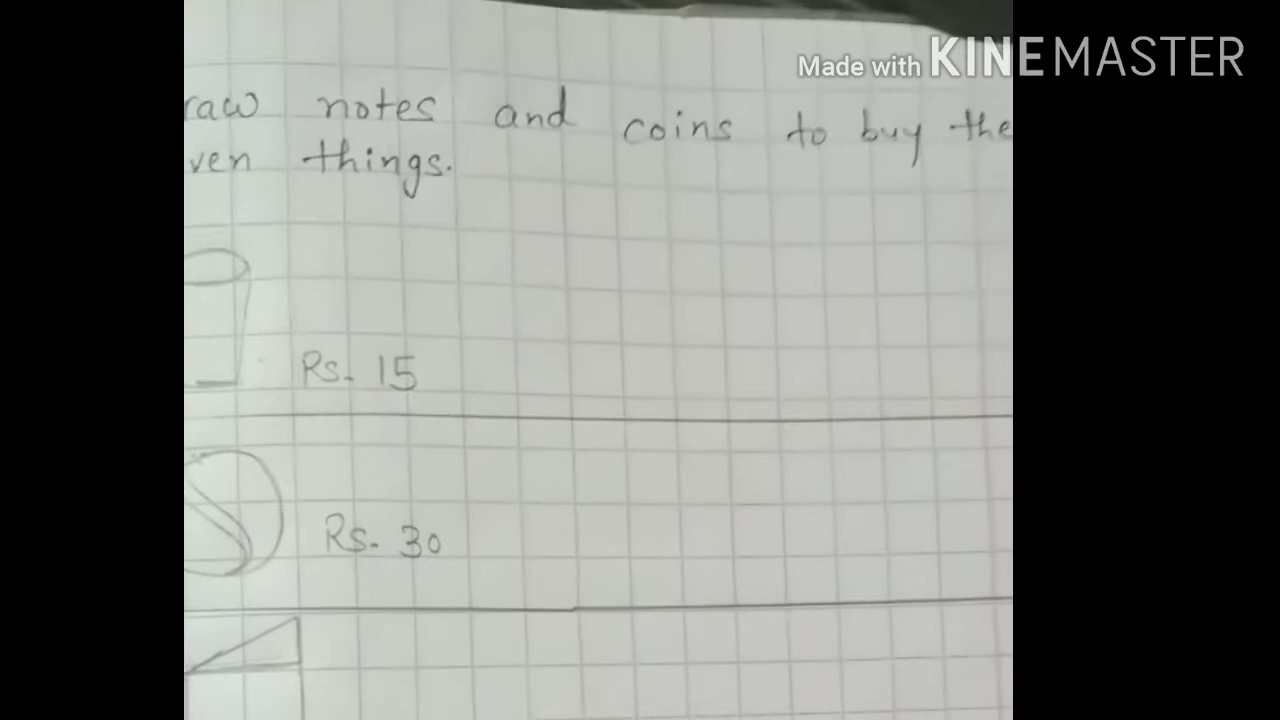 Made with KINEMASTER
raw notes and coins to buy the
ven things.
Rs. 15
Rs. 30